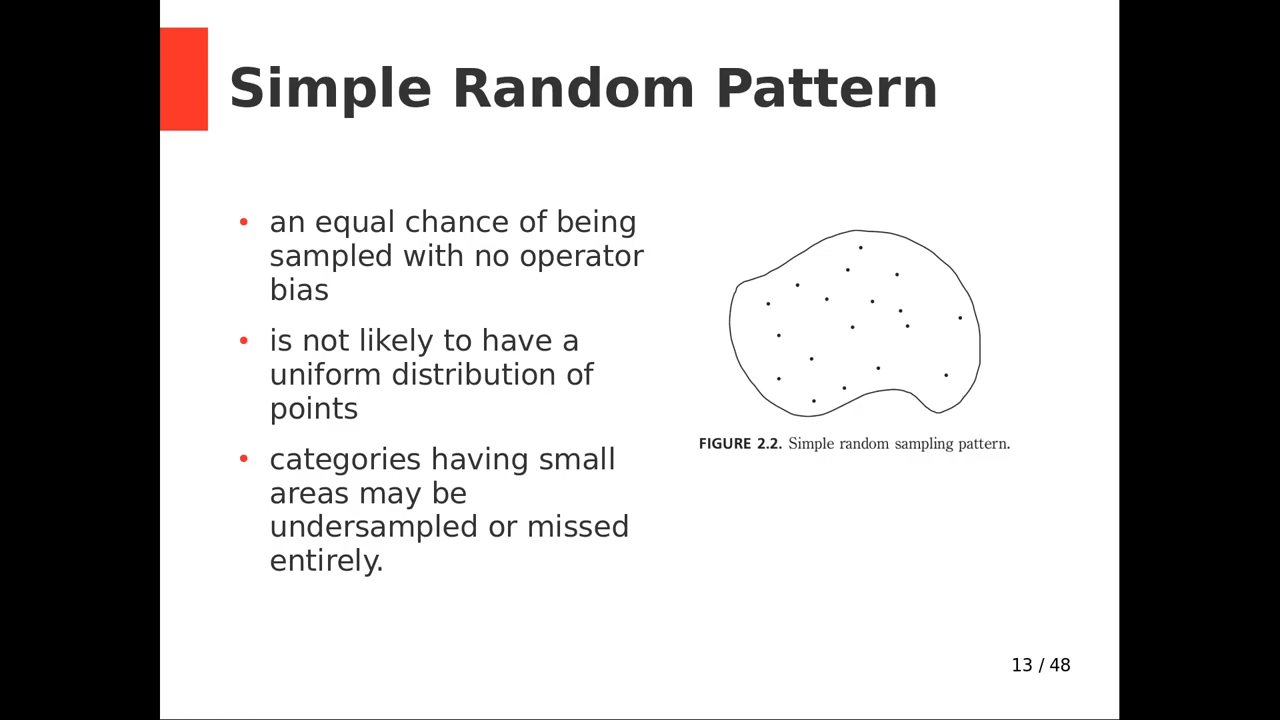 Simple Random Pattern
• an equal chance of being
sampled with no operator
bias
• is not likely to have a
uniform distribution of
points
• categories having small
areas may be
undersampled or missed
entirely.
FIGURE 2.2. Simple random sampling pattern.
13 / 48